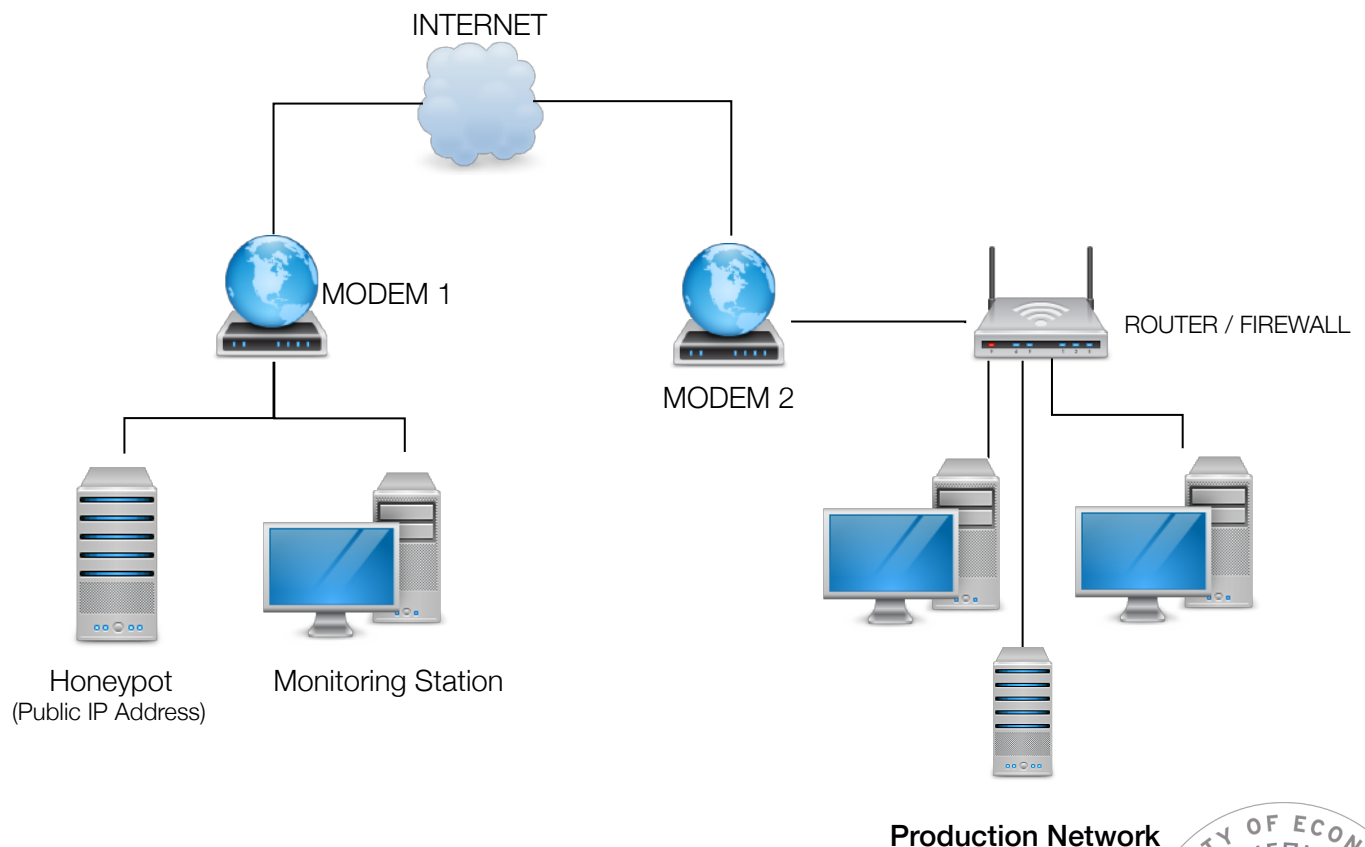 INTERNET
MODEM 1
ROUTER / FIREWALL
MODEM 2
Honeypot
(Public IP Address)
Monitoring Station
Production Network
OF ECON